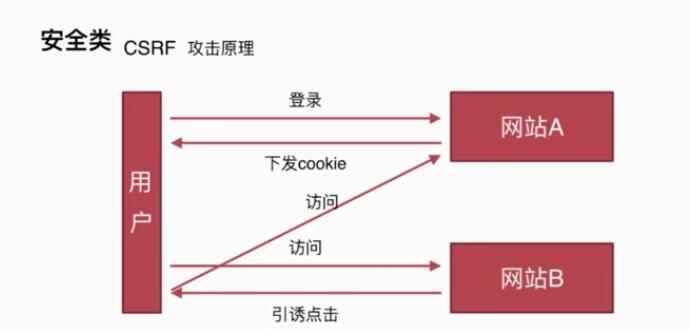 安全类 CSRF 攻击原理
登录
网站A
下发cookie
用户
访问
访问
网站B
引诱点击